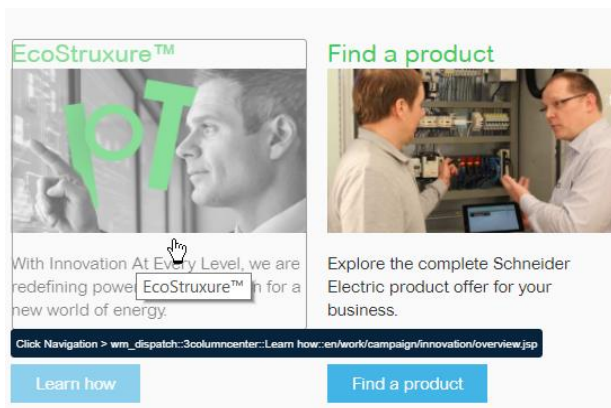 EcoStruxure™
IoT
With Innovation At Every Level, we are
redefining powe
EcoStruxure™
h for a
new world of energy.
Click Navigation > wm_dispatch::3columncenter::Learn how::en/work/campaign/innovation/overview.jsp
Learn how
Find a product
Explore the complete Schneider
Electric product offer for your
business.
Find a product